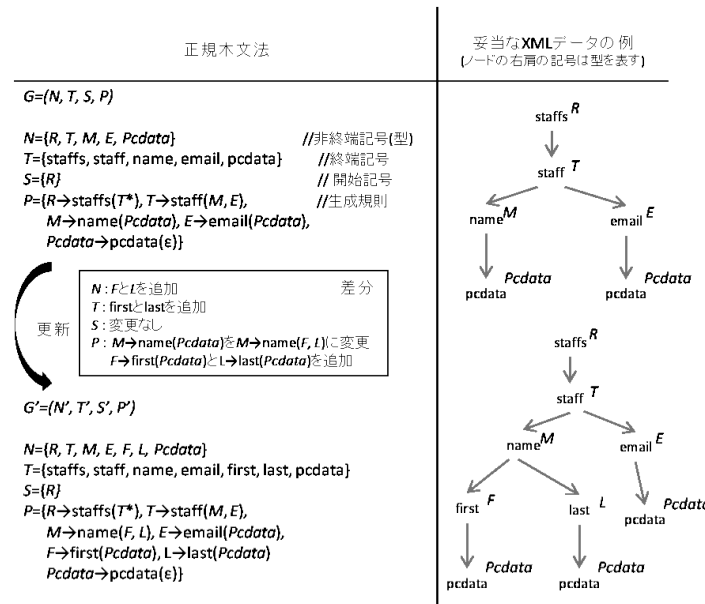 正規木文法
妥当なXMLデータの例
(ノードの右肩の記号は型を表す)
G=(N, T, S, P)
N={R, T, M, E, Pcdata} //非終端記号(型)
T={staffs, staff, name, email, pcdata} //終端記号
S={R} //開始記号
P={R→staffs(T*), T→staff(M, E), //生成規則
M→name(Pcdata), E→email(Pcdata),
Pcdata→pcdata(ε)}
staffs R
staff T
name M email E
Pcdata Pcdata
pcdata pcdata
更新
差分
N : FとLを追加
T : firstとlastを追加
S : 変更なし
P : M→name(Pcdata)をM→name(F, L)に変更
F→first(Pcdata)とL→last(Pcdata)を追加
G'=(N', T', S', P')
N={R, T, M, E, F, L, Pcdata}
T={staffs, staff, name, email, first, last, pcdata}
S={R}
P={R→staffs(T*), T→staff(M, E),
M→name(F, L), E→email(Pcdata),
F→first(Pcdata), L→last(Pcdata)
Pcdata→pcdata(ε)}
staffs R
staff T
name M email E
first F last L pcdata Pcdata
pcdata Pcdata pcdata Pcdata